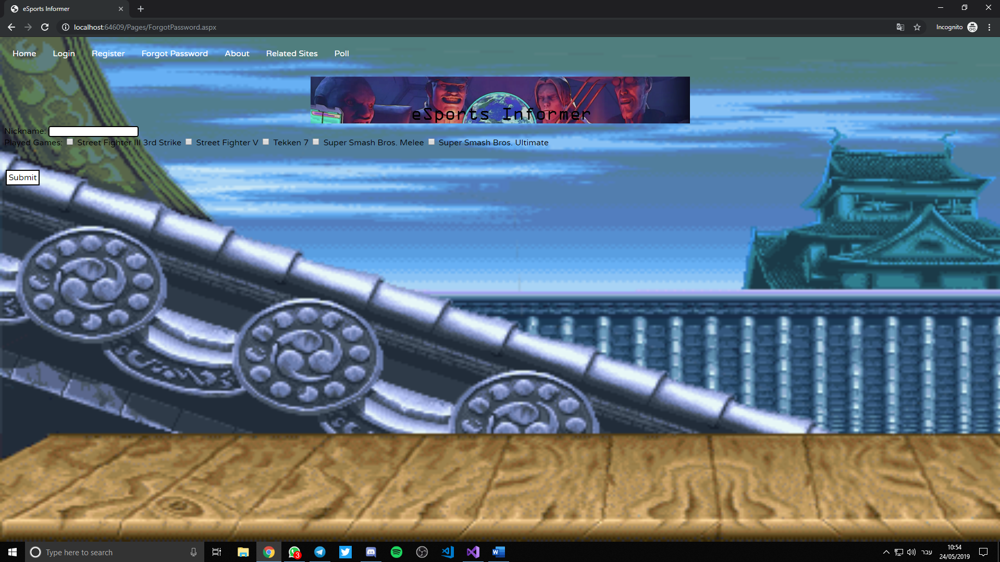 eSports Informer
localhost:64609/Pages/ForgotPassword.aspx
Incognito
Home Login Register Forgot Password About Related Sites Poll
eSports Informer
Nickname:
Played Games: Street Fighter III 3rd Strike Street Fighter V Tekken 7 Super Smash Bros. Melee Super Smash Bros. Ultimate
Submit
Type here to search
3
עבר
10:54
24/05/2019